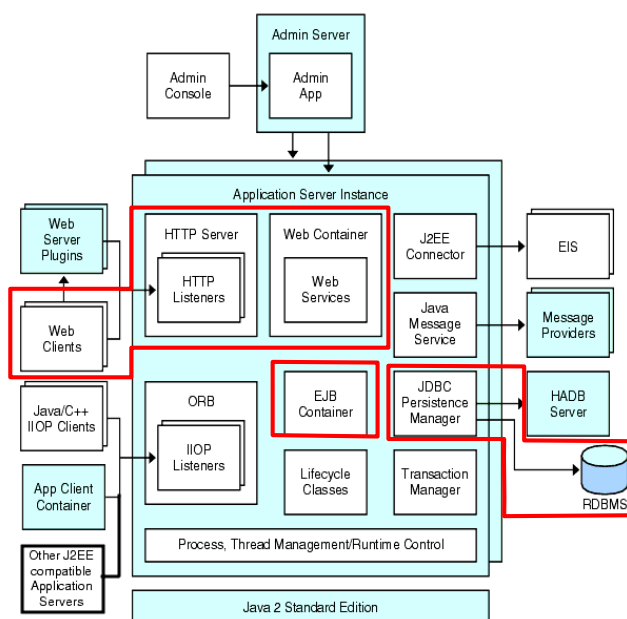 Admin Server
Admin
Console
Admin
App
Application Server Instance
Web
Server
Plugins
HTTP Server
HTTP
Listeners
Web Container
Web
Services
J2EE
Connector
EIS
Web
Clients
Java
Message
Service
Message
Providers
Java/C++
IIOP Clients
ORB
IIOP
Listeners
EJB
Container
JDBC
Persistence
Manager
HADB
Server
App Client
Container
Lifecycle
Classes
Transaction
Manager
RDBMS
Other J2EE
compatible
Application
Servers
Process, Thread Management/Runtime Control
Java 2 Standard Edition